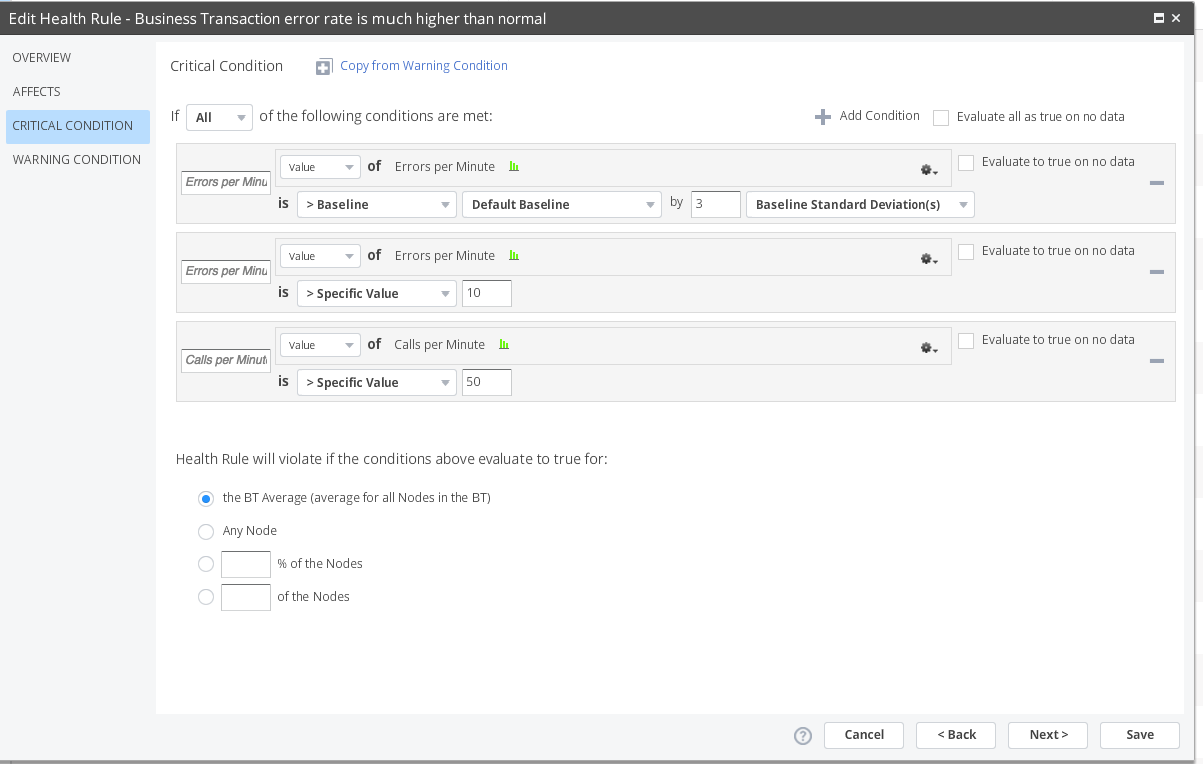 Edit Health Rule - Business Transaction error rate is much higher than normal
OVERVIEW
AFFECTS
CRITICAL CONDITION
WARNING CONDITION
Critical Condition Copy from Warning Condition
If All of the following conditions are met: Add Condition Evaluate all as true on no data
Errors per Minu Value of Errors per Minute Evaluate to true on no data
is > Baseline Default Baseline by 3 Baseline Standard Deviation(s)
Errors per Minu Value of Errors per Minute Evaluate to true on no data
is > Specific Value 10
Calls per Minut Value of Calls per Minute Evaluate to true on no data
is > Specific Value 50
Health Rule will violate if the conditions above evaluate to true for:
the BT Average (average for all Nodes in the BT)
Any Node
% of the Nodes
of the Nodes
? Cancel < Back Next > Save